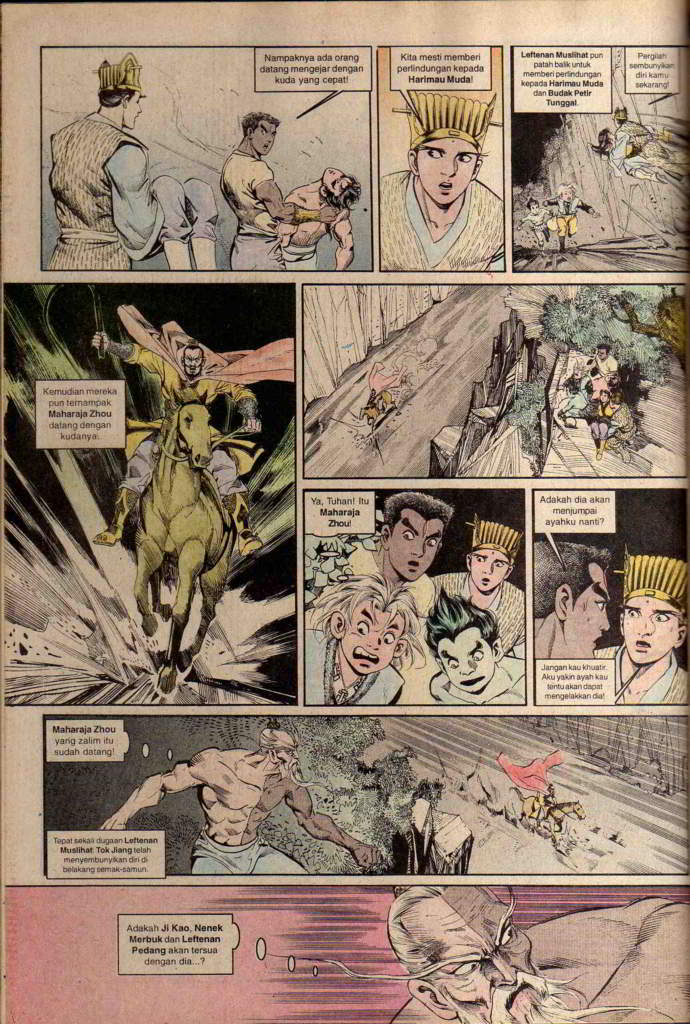 Nampaknya ada orang
datang mengejar dengan
kuda yang cepat!
Kita mesti memberi
perlindungan kepada
Harimau Muda!
Leftenan Muslihat pun
patah balik untuk
memberi perlindungan
kepada Harimau Muda
dan Budak Petir
Tunggal.
Pergilah
sembunyikan
diri kamu
sekarang!
Kemudian mereka
pun ternampak
Maharaja Zhou
datang dengan
kudanya.
Ya, Tuhan! Itu
Maharaja
Zhou!
Adakah dia akan
menjumpai
ayahku nanti?
Jangan kau khuatir.
Aku yakin ayah kau
tentu akan dapat
mengelakkan dia!
Maharaja Zhou
yang zalim itu
sudah datang!
Tepat sekali dugaan Leftenan
Muslihat. Tok Jiang telah
menyembunyikan diri di
belakang semak-samun.
Adakah Ji Kao, Nenek
Merbuk dan Leftenan
Pedang akan tersua
dengan dia...?